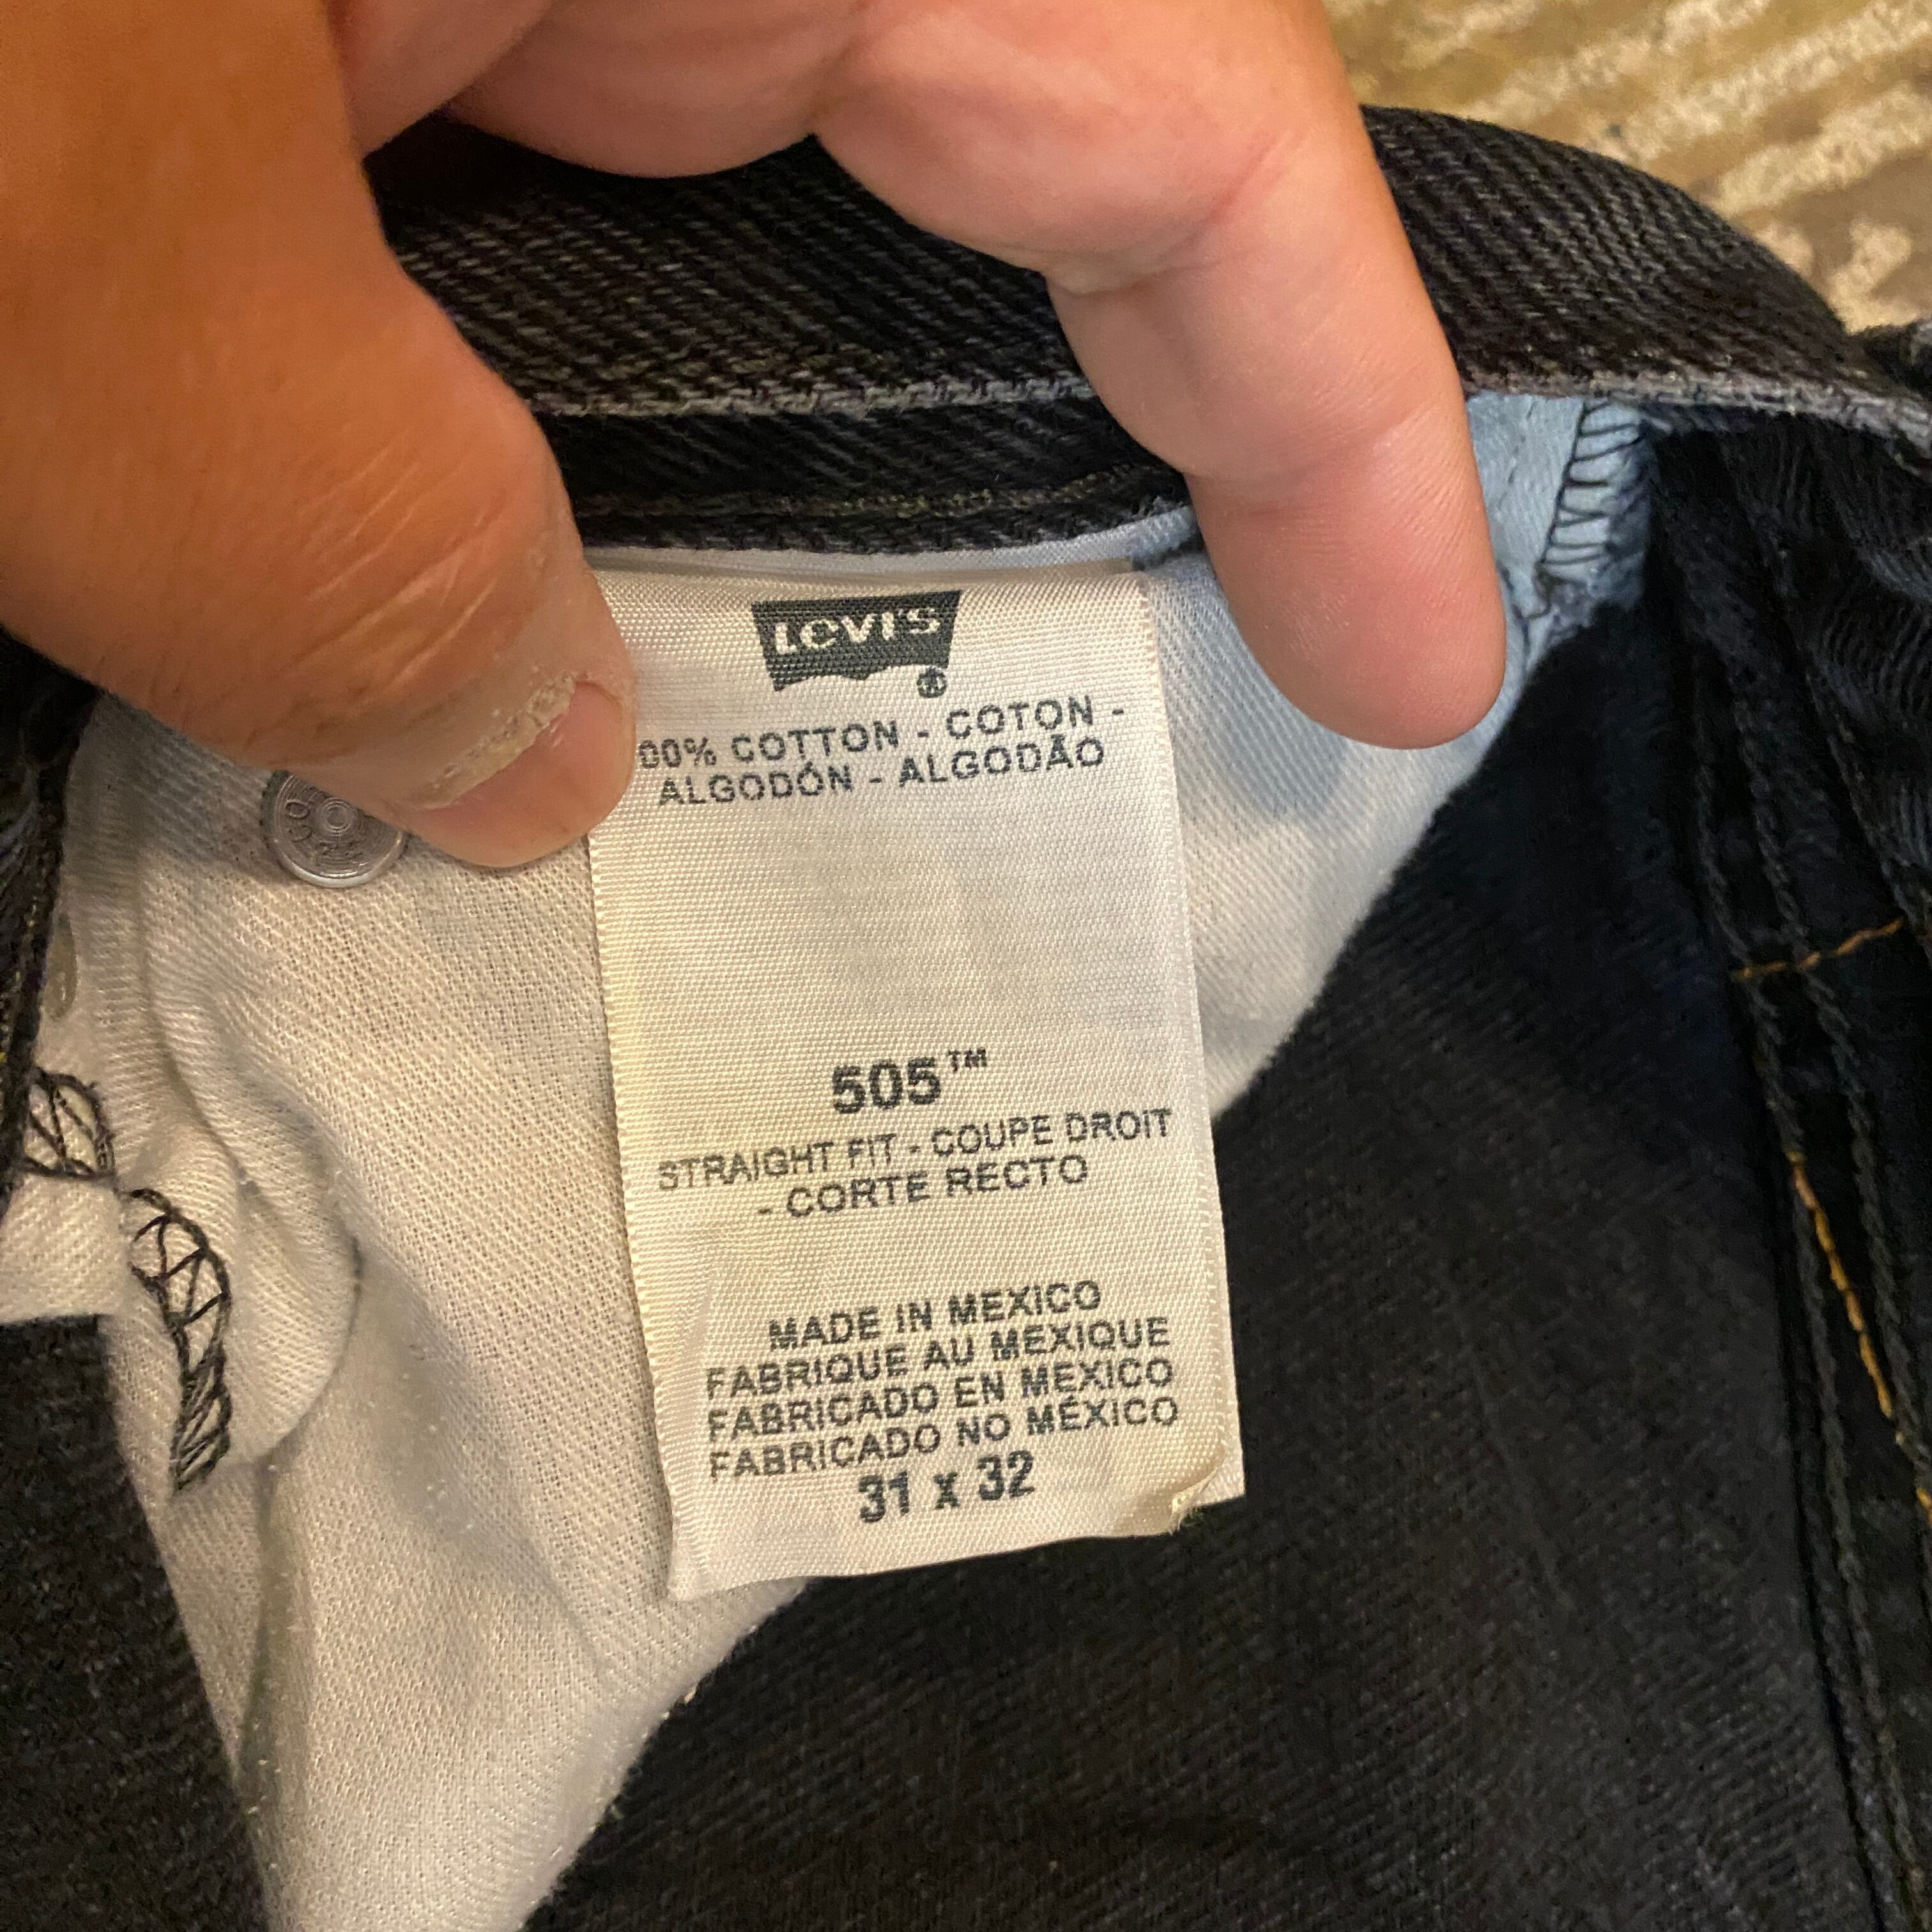 LEVI'S
®
00% COTTON - COTON -
ALGODÓN - ALGODÃO
505™
STRAIGHT FIT - COUPE DROIT
- CORTE RECTO
MADE IN MEXICO
FABRIQUE AU MEXIQUE
FABRICADO EN MEXICO
FABRICADO NO MÉXICO
31 x 32